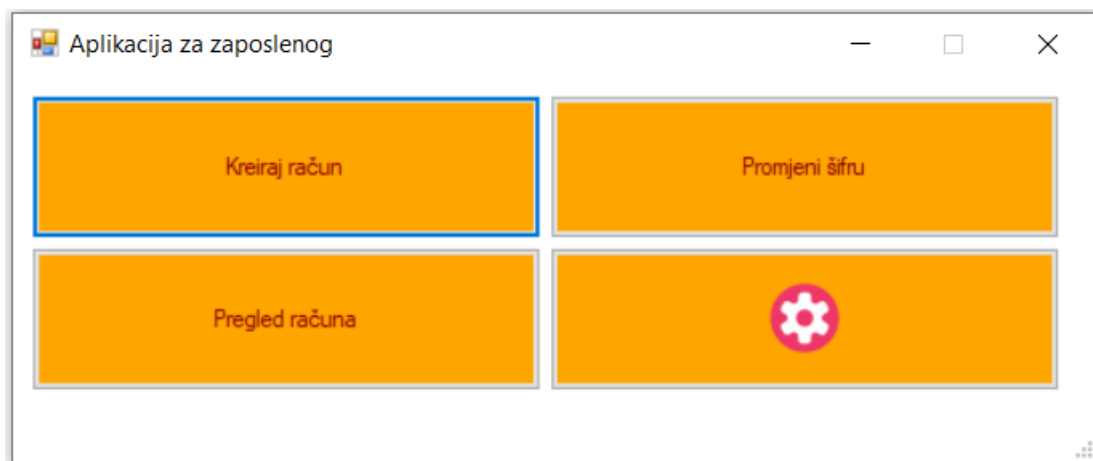 Aplikacija za zaposlenog
Kreiraj račun
Promjeni šifru
Pregled računa